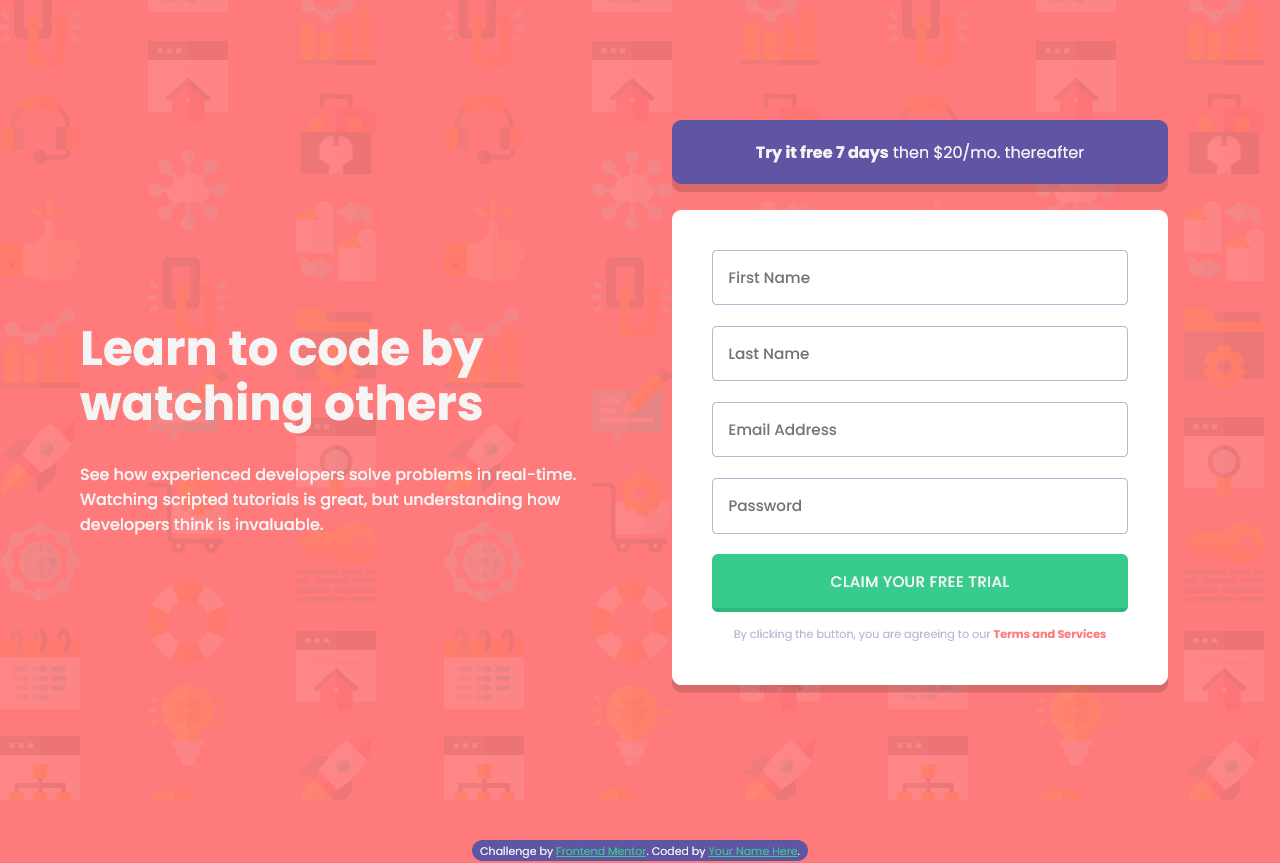 Try it free 7 days then $20/mo. thereafter
Learn to code by
watching others
See how experienced developers solve problems in real-time.
Watching scripted tutorials is great, but understanding how
developers think is invaluable.
First Name
Last Name
Email Address
Password
CLAIM YOUR FREE TRIAL
By clicking the button, you are agreeing to our Terms and Services
Challenge by Frontend Mentor. Coded by Your Name Here.